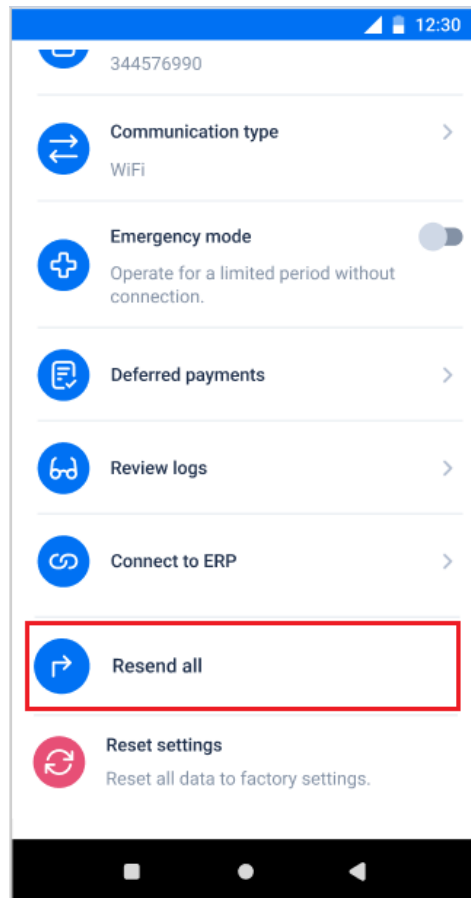 12:30
344576990
Communication type
WiFi
Emergency mode
Operate for a limited period without
connection.
Deferred payments
Review logs
Connect to ERP
Resend all
Reset settings
Reset all data to factory settings.